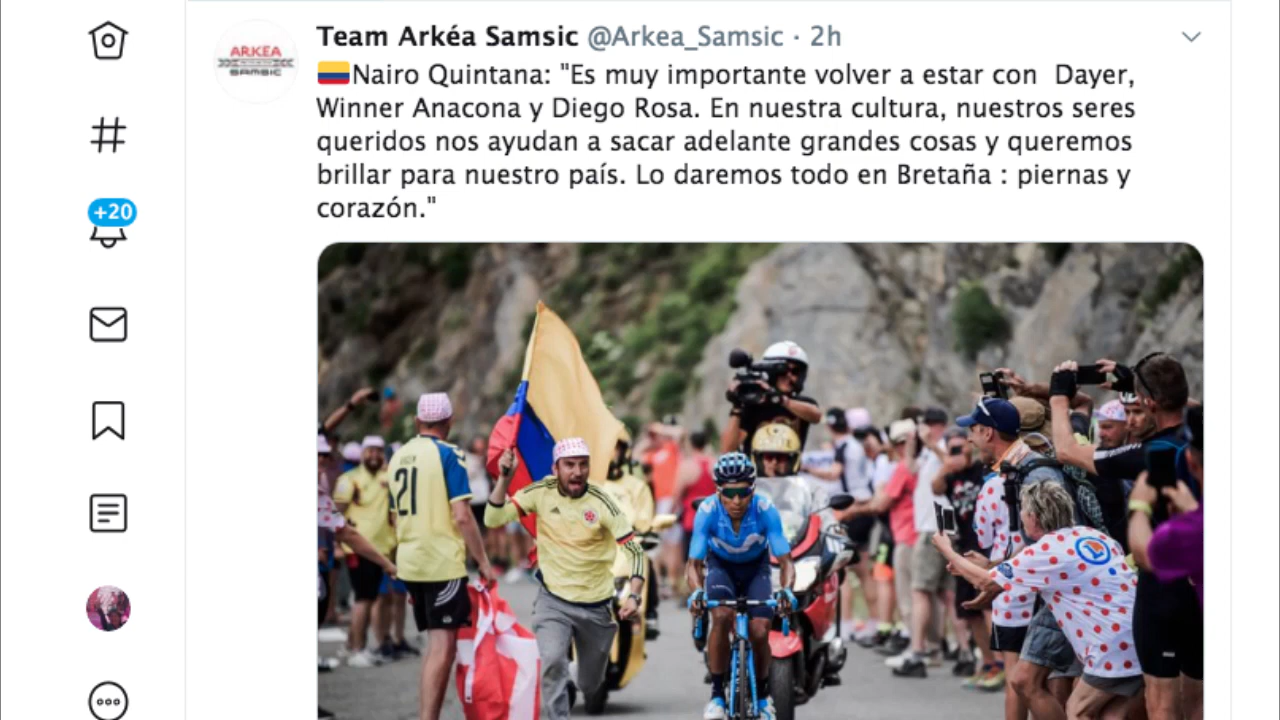 Team Arkéa Samsic @Arkea_Samsic · 2h
ARKEA
SAMSIC
🇨🇴Nairo Quintana: "Es muy importante volver a estar con  Dayer,
Winner Anacona y Diego Rosa. En nuestra cultura, nuestros seres
queridos nos ayudan a sacar adelante grandes cosas y queremos
brillar para nuestro país. Lo daremos todo en Bretaña : piernas y
corazón."
+20
21